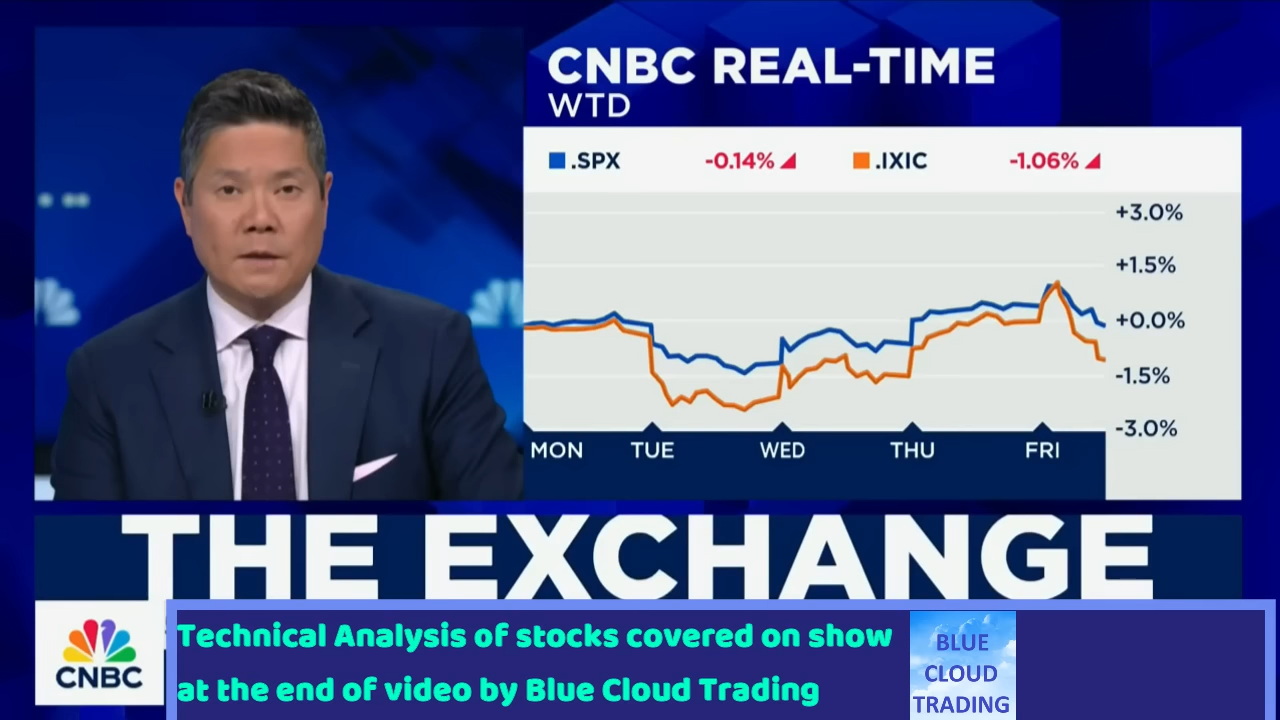 CNBC REAL-TIME
WTD
.SPX -0.14% .IXIC -1.06%
+3.0%
+1.5%
+0.0%
-1.5%
-3.0%
MON TUE WED THU FRI
THE EXCHANGE
CNBC
Technical Analysis of stocks covered on show
at the end of video by Blue Cloud Trading
BLUE
CLOUD
TRADING